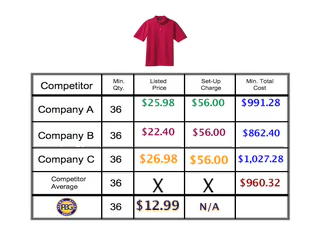 Competitor Min. Qty. Listed Price Set-Up Charge Min. Total Cost
Company A 36 $25.98 $56.00 $991.28
Company B 36 $22.40 $56.00 $862.40
Company C 36 $26.98 $56.00 $1,027.28
Competitor Average 36 X X $960.32
36 $12.99 N/A